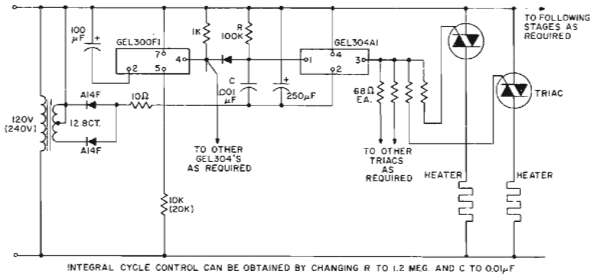 TO FOLLOWING
STAGES AS
REQUIRED
100
µF
+
GEL300F1
1K
R
100K
GEL304A1
7
4
2
5
1
4
3
2
C
.001
µF
+
250µF
68Ω
EA.
TRIAC
A14F
10Ω
120V
(240V)
12.8CT.
A14F
TO OTHER
GEL304'S
AS REQUIRED
TO OTHER
TRIACS
AS
REQUIRED
HEATER
HEATER
10K
(20K)
INTEGRAL CYCLE CONTROL CAN BE OBTAINED BY CHANGING R TO 1.2 MEG AND C TO 0.01µF